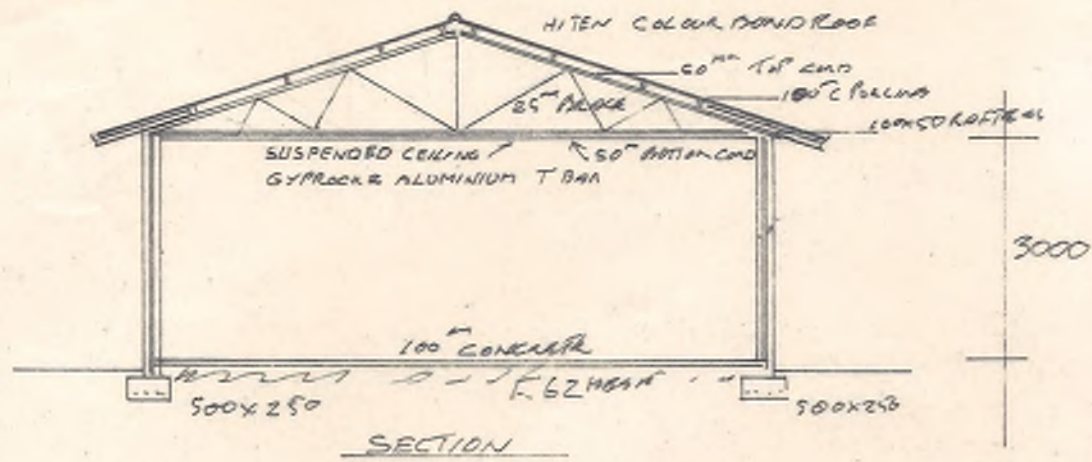 HITEN COLOUR BOND ROOF
50mm TOP CORD
100 C PURLINS
25mm BRACE
100X50 RAFTERS
SUSPENDED CEILING
50mm BOTTOM CORD
GYPROCK & ALUMINIUM T BAR
3000
100mm CONCRETE
F62 MESH
500X250
500X250
SECTION